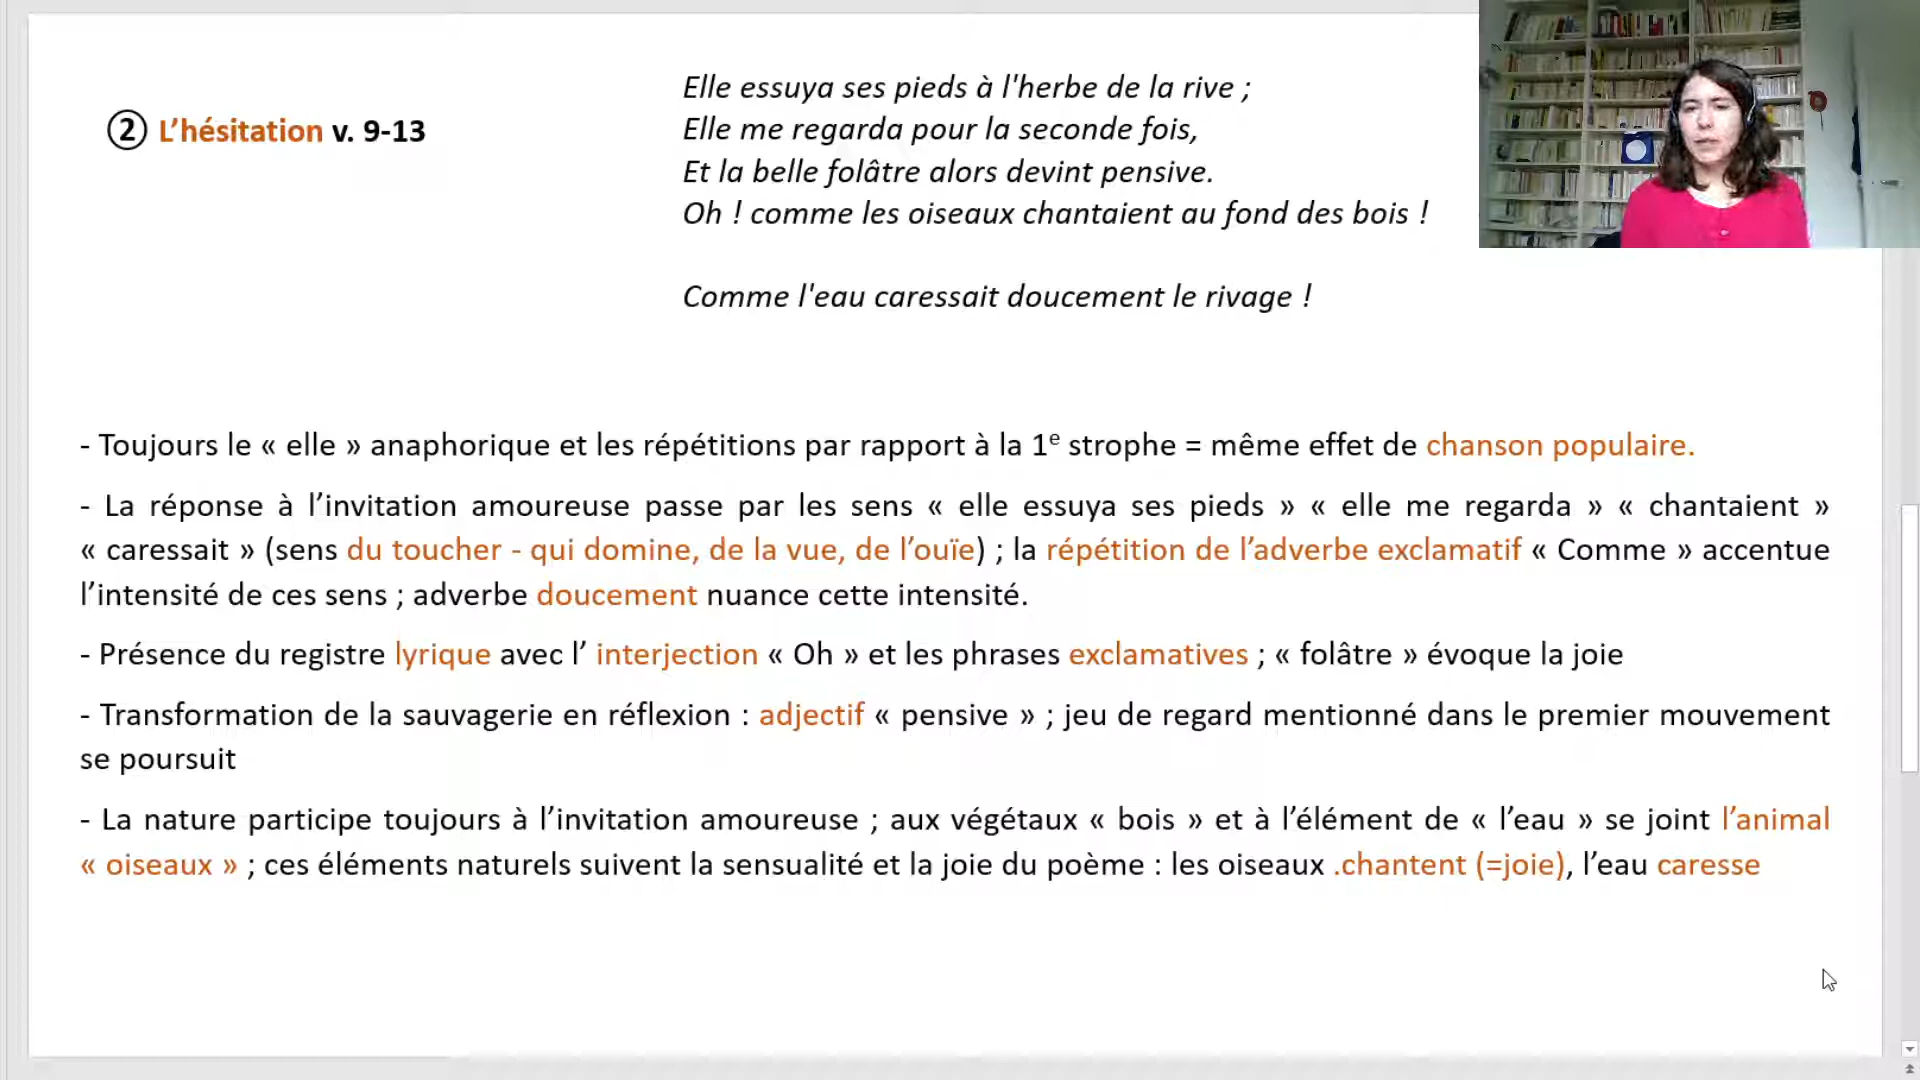 ② L’hésitation v. 9-13
Elle essuya ses pieds à l'herbe de la rive ;
Elle me regarda pour la seconde fois,
Et la belle folâtre alors devint pensive.
Oh ! comme les oiseaux chantaient au fond des bois !
Comme l'eau caressait doucement le rivage !
- Toujours le « elle » anaphorique et les répétitions par rapport à la 1e strophe = même effet de chanson populaire.
- La réponse à l’invitation amoureuse passe par les sens « elle essuya ses pieds » « elle me regarda » « chantaient »
« caressait » (sens du toucher - qui domine, de la vue, de l’ouïe) ; la répétition de l’adverbe exclamatif « Comme » accentue
l’intensité de ces sens ; adverbe doucement nuance cette intensité.
- Présence du registre lyrique avec l’ interjection « Oh » et les phrases exclamatives ; « folâtre » évoque la joie
- Transformation de la sauvagerie en réflexion : adjectif « pensive » ; jeu de regard mentionné dans le premier mouvement
se poursuit
- La nature participe toujours à l’invitation amoureuse ; aux végétaux « bois » et à l’élément de « l’eau » se joint l’animal
« oiseaux » ; ces éléments naturels suivent la sensualité et la joie du poème : les oiseaux .chantent (=joie), l’eau caresse